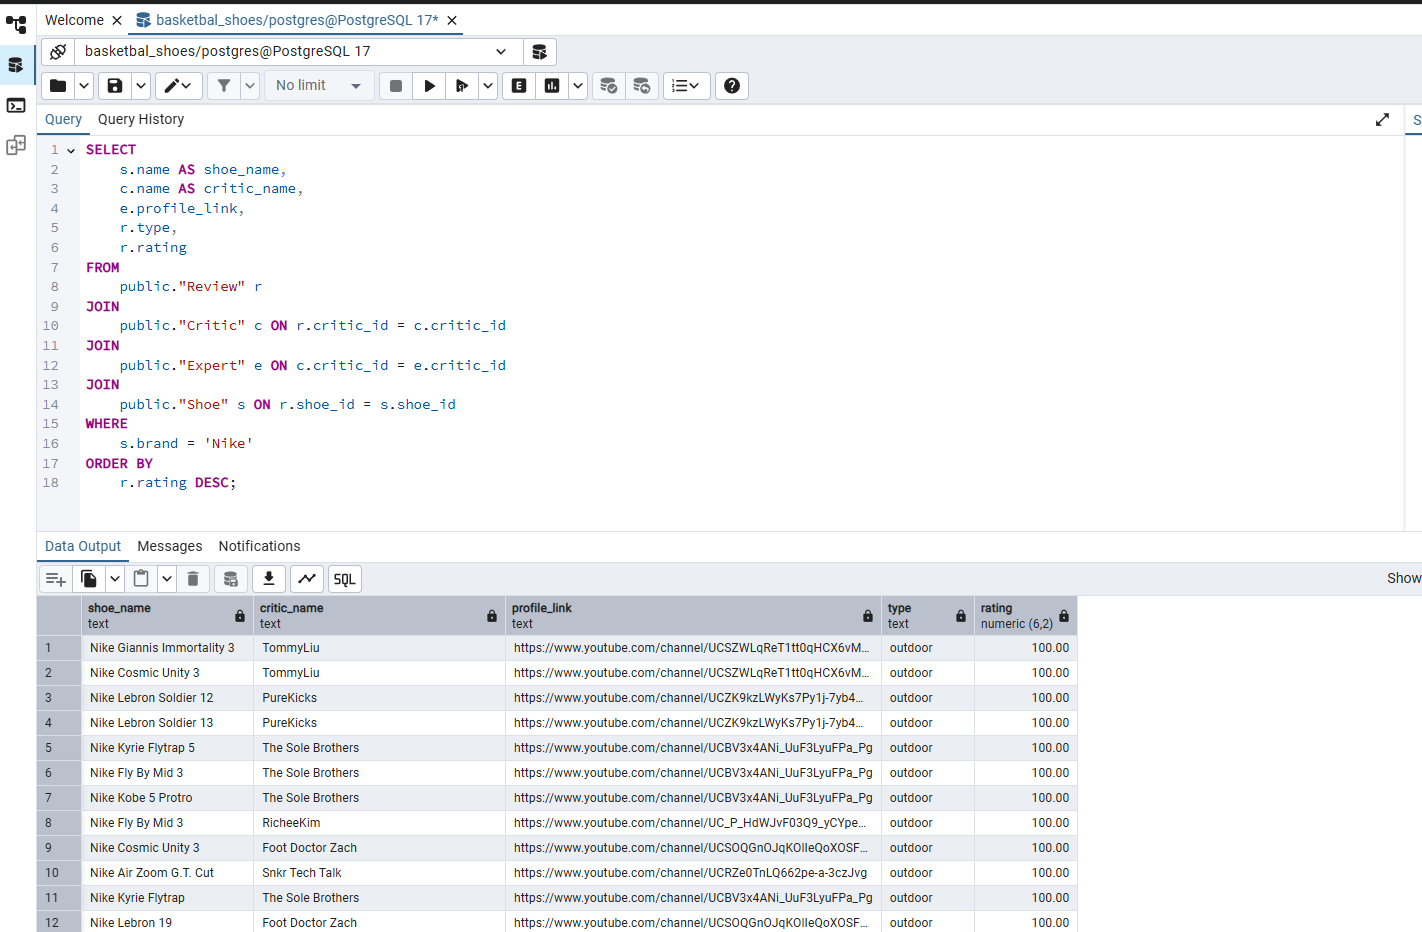 Welcome
basketbal_shoes/postgres@PostgreSQL 17*
basketbal_shoes/postgres@PostgreSQL 17
No limit
Query
Query History
S
1 SELECT
2 s.name AS shoe_name,
3 c.name AS critic_name,
4 e.profile_link,
5 r.type,
6 r.rating
7 FROM
8 public."Review" r
9 JOIN
10 public."Critic" c ON r.critic_id = c.critic_id
11 JOIN
12 public."Expert" e ON c.critic_id = e.critic_id
13 JOIN
14 public."Shoe" s ON r.shoe_id = s.shoe_id
15 WHERE
16 s.brand = 'Nike'
17 ORDER BY
18 r.rating DESC;
Data Output Messages Notifications
SQL
Show
shoe_name critic_name profile_link type rating
text text text text numeric (6,2)
1 Nike Giannis Immortality 3 TommyLiu https://www.youtube.com/channel/UCSZWLqReT1tt0qHCX6vM... outdoor 100.00
2 Nike Cosmic Unity 3 TommyLiu https://www.youtube.com/channel/UCSZWLqReT1tt0qHCX6vM... outdoor 100.00
3 Nike Lebron Soldier 12 PureKicks https://www.youtube.com/channel/UCZK9kzLWyKs7Py1j-7yb4... outdoor 100.00
4 Nike Lebron Soldier 13 PureKicks https://www.youtube.com/channel/UCZK9kzLWyKs7Py1j-7yb4... outdoor 100.00
5 Nike Kyrie Flytrap 5 The Sole Brothers https://www.youtube.com/channel/UCBV3x4ANi_UuF3LyuFPa_Pg outdoor 100.00
6 Nike Fly By Mid 3 The Sole Brothers https://www.youtube.com/channel/UCBV3x4ANi_UuF3LyuFPa_Pg outdoor 100.00
7 Nike Kobe 5 Protro The Sole Brothers https://www.youtube.com/channel/UCBV3x4ANi_UuF3LyuFPa_Pg outdoor 100.00
8 Nike Fly By Mid 3 RicheeKim https://www.youtube.com/channel/UC_P_HdWJvF03Q9_yCYpe... outdoor 100.00
9 Nike Cosmic Unity 3 Foot Doctor Zach https://www.youtube.com/channel/UCSOQGnOJqKOlIeQoXOSF... outdoor 100.00
10 Nike Air Zoom G.T. Cut Snkr Tech Talk https://www.youtube.com/channel/UCRZe0TnLQ662pe-a-3czJvg outdoor 100.00
11 Nike Kyrie Flytrap The Sole Brothers https://www.youtube.com/channel/UCBV3x4ANi_UuF3LyuFPa_Pg outdoor 100.00
12 Nike Lebron 19 Foot Doctor Zach https://www.youtube.com/channel/UCSOQGnOJqKOlIeQoXOSF... outdoor 100.00